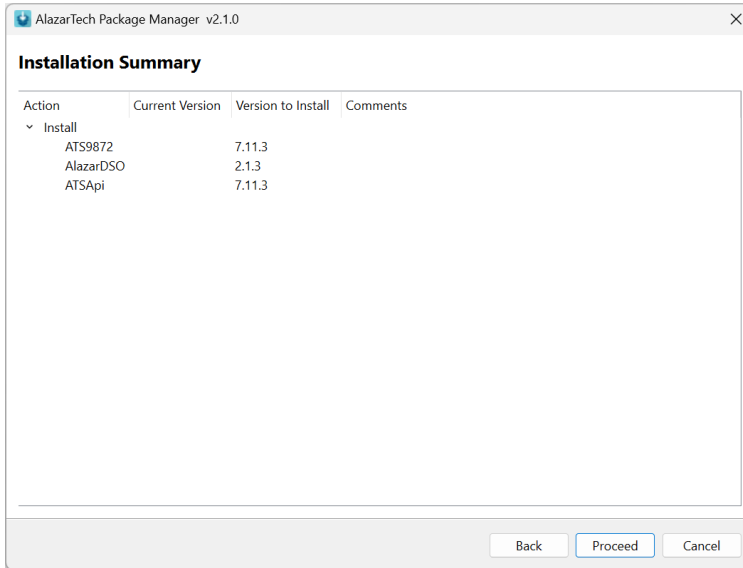 AlazarTech Package Manager v2.1.0
Installation Summary
Action Current Version Version to Install Comments
Install
ATS9872 7.11.3
AlazarDSO 2.1.3
ATSApi 7.11.3
Back Proceed Cancel